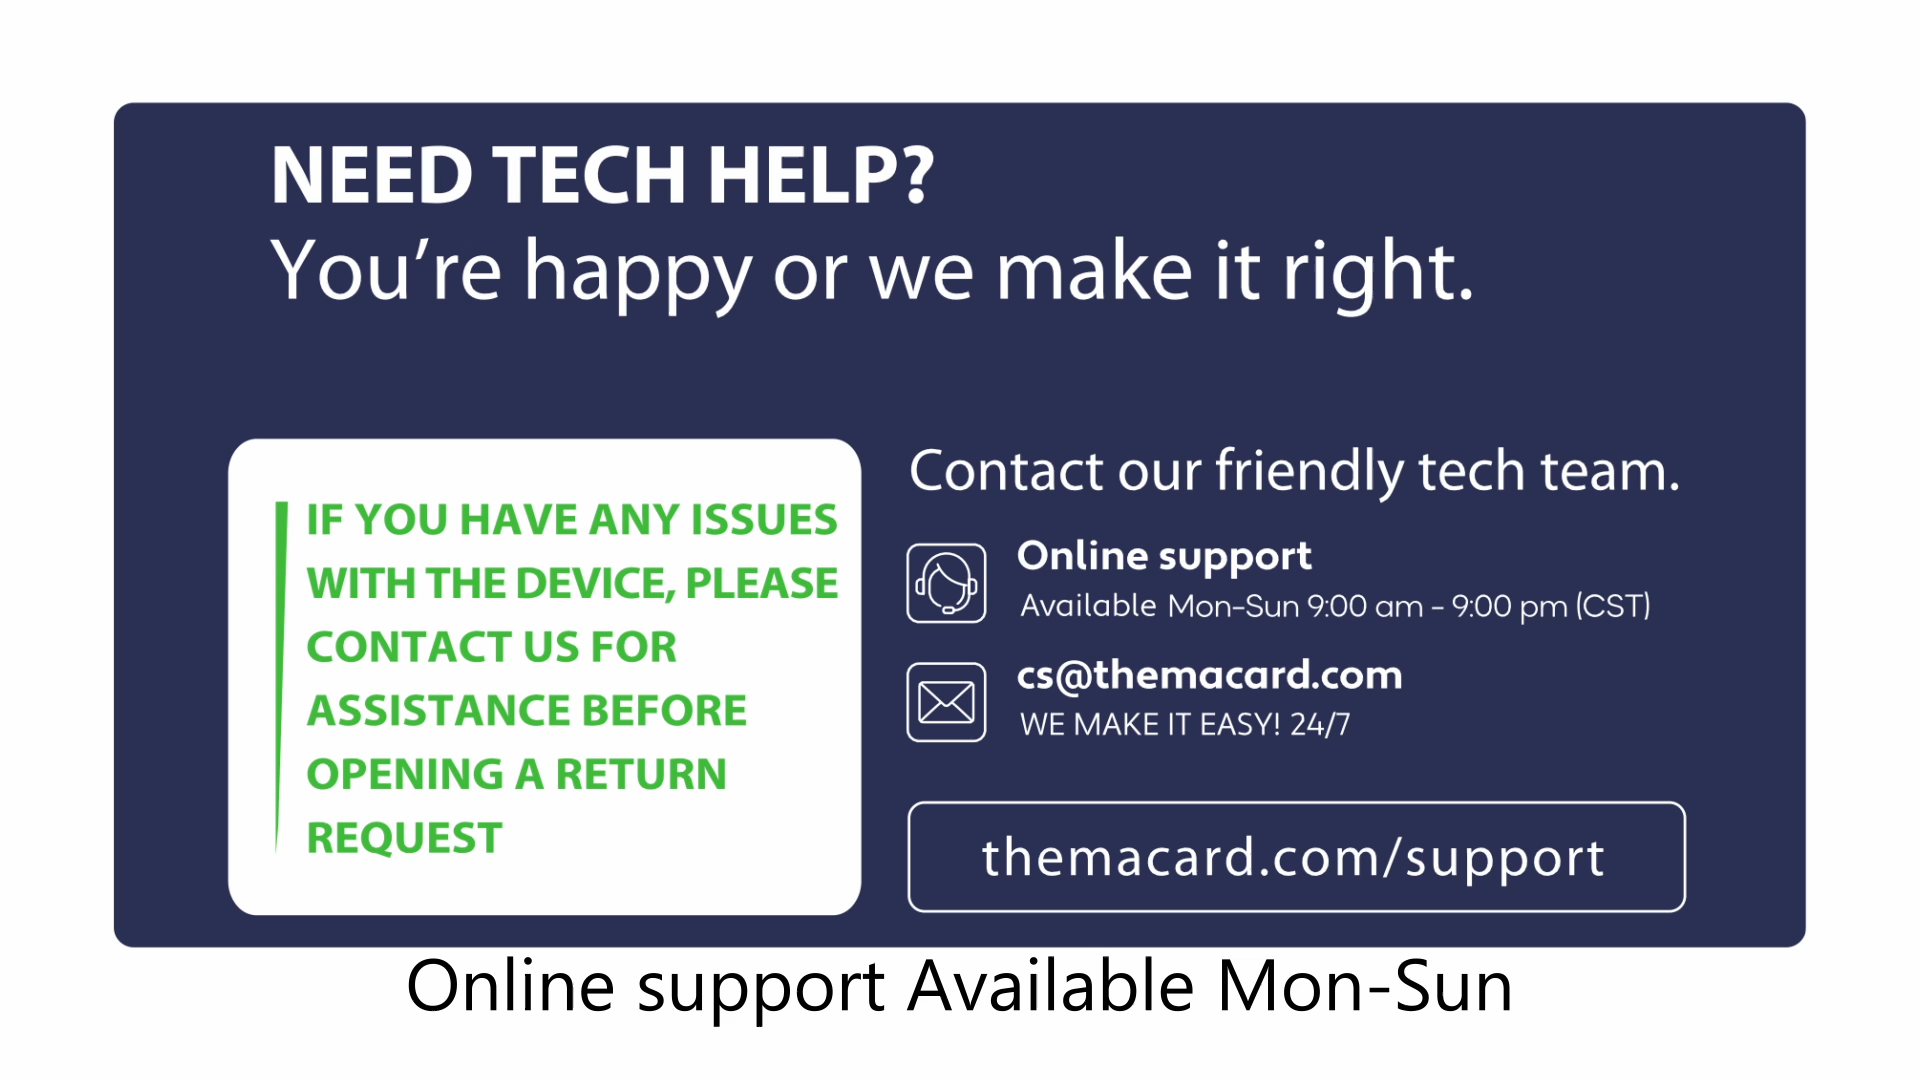 NEED TECH HELP?
You’re happy or we make it right.
IF YOU HAVE ANY ISSUES
WITH THE DEVICE, PLEASE
CONTACT US FOR
ASSISTANCE BEFORE
OPENING A RETURN
REQUEST
Contact our friendly tech team.
Online support
Available Mon-Sun 9:00 am - 9:00 pm (CST)
cs@themacard.com
WE MAKE IT EASY! 24/7
themacard.com/support
Online support Available Mon-Sun